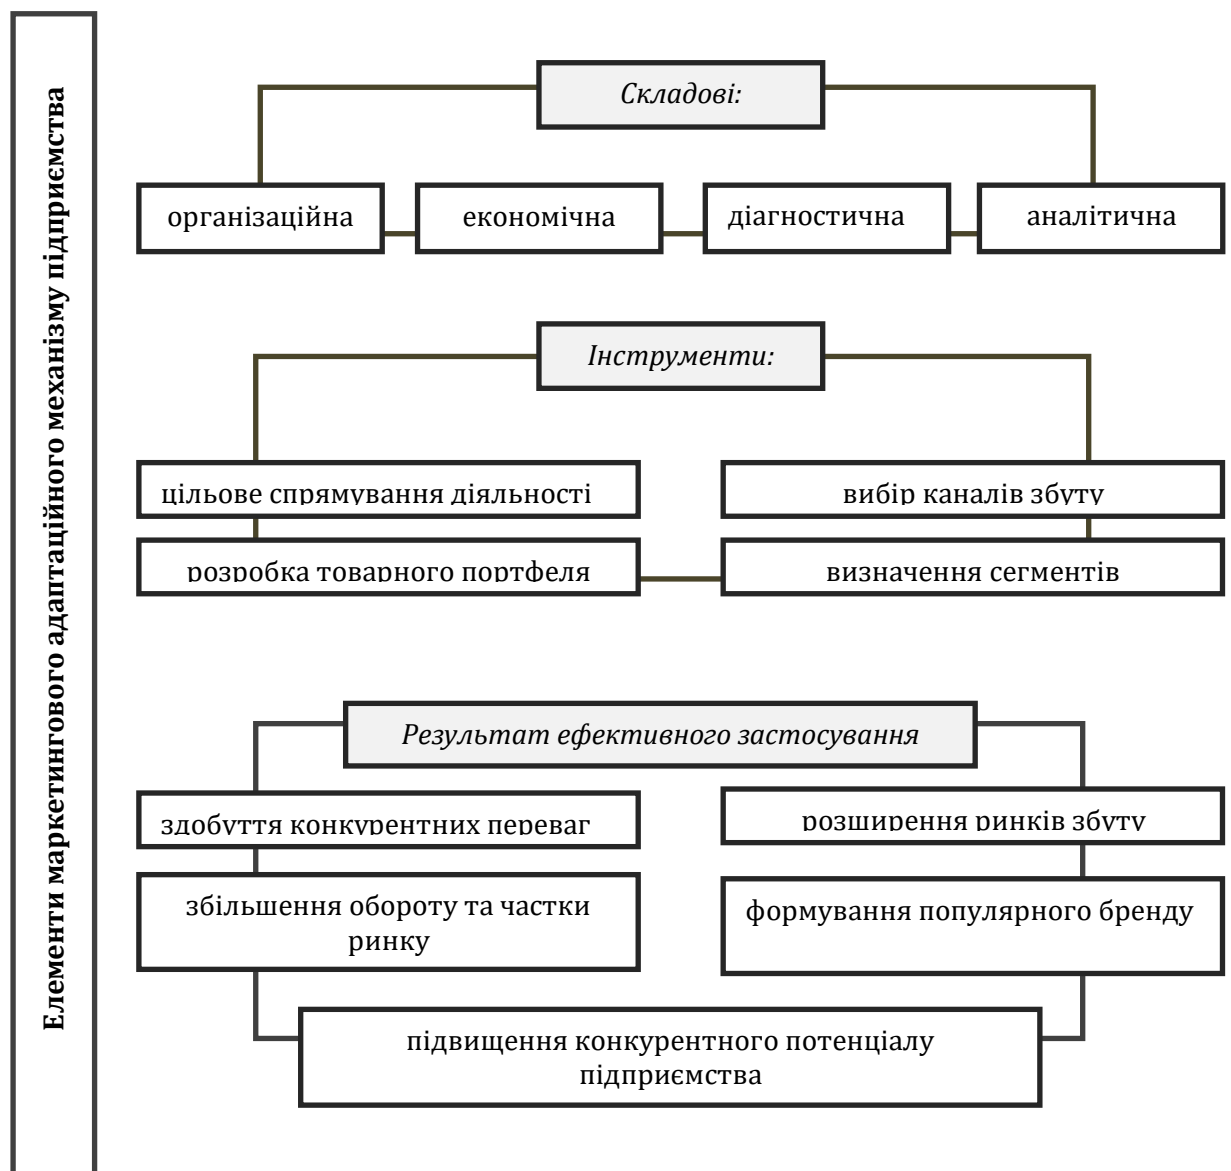 Елементи маркетингового адаптаційного механізму підприємства
Складові:
організаційна
економічна
діагностична
аналітична
Інструменти:
цільове спрямування діяльності
вибір каналів збуту
розробка товарного портфеля
визначення сегментів
Результат ефективного застосування
здобуття конкурентних переваг
розширення ринків збуту
збільшення обороту та частки
ринку
формування популярного бренду
підвищення конкурентного потенціалу
підприємства